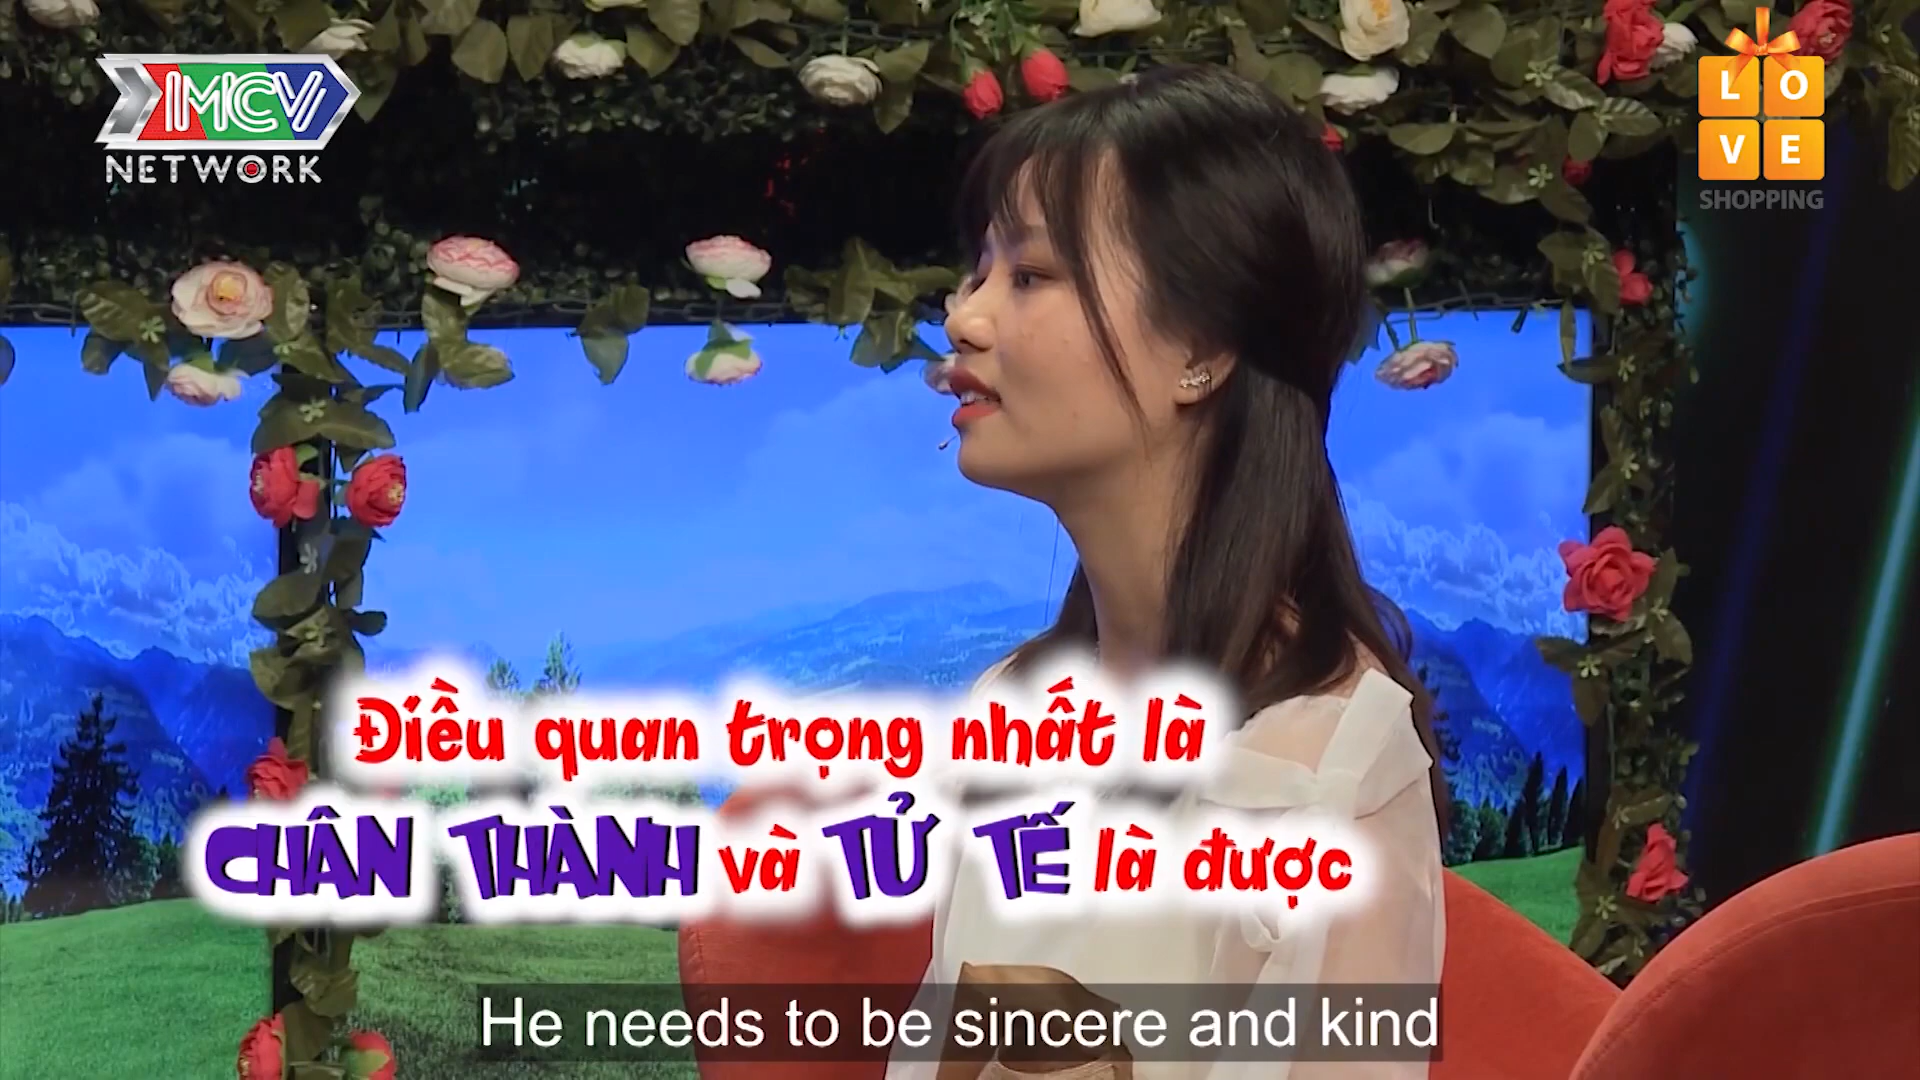 MCV
NETWORK
LOVE
SHOPPING
Điều quan trọng nhất là
CHÂN THÀNH và TỬ TẾ là được
He needs to be sincere and kind